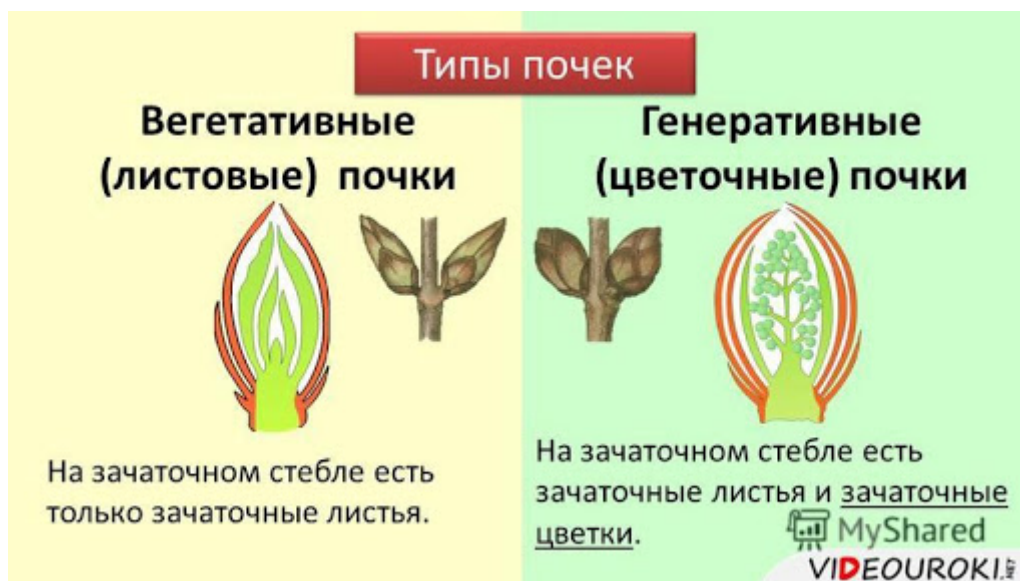 Типы почек
Вегетативные
(листовые) почки
Генеративные
(цветочные) почки
На зачаточном стебле есть
только зачаточные листья.
На зачаточном стебле есть
зачаточные листья и зачаточные
цветки.
MyShared
VIDEOUROKI.NET